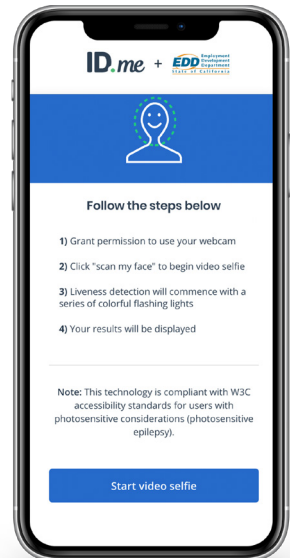 ID.me + EDD Employment
Development
Department
State of California
Follow the steps below
1) Grant permission to use your webcam
2) Click "scan my face" to begin video selfie
3) Liveness detection will commence with a
series of colorful flashing lights
4) Your results will be displayed
Note: This technology is compliant with W3C
accessibility standards for users with
photosensitive considerations (photosensitive
epilepsy).
Start video selfie